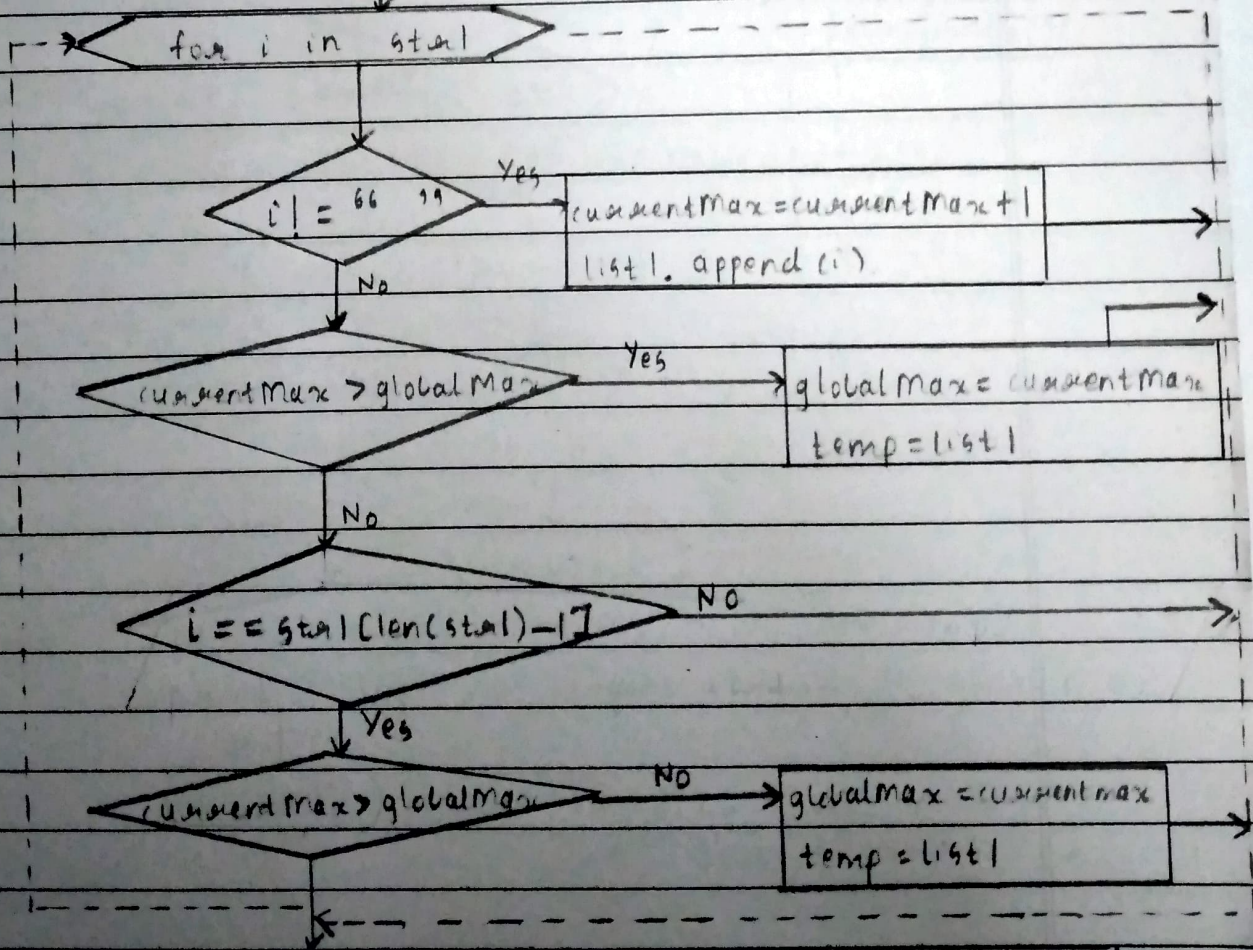 for i in str1
i != " "
Yes
currentMax = currentMax + 1
list1. append (i)
No
currentMax > globalMax
Yes
globalMax = currentMax
temp = list1
No
i == str1 [len(str1) - 1]
No
Yes
currentMax > globalMax
No
globalmax = currentmax
temp = list1